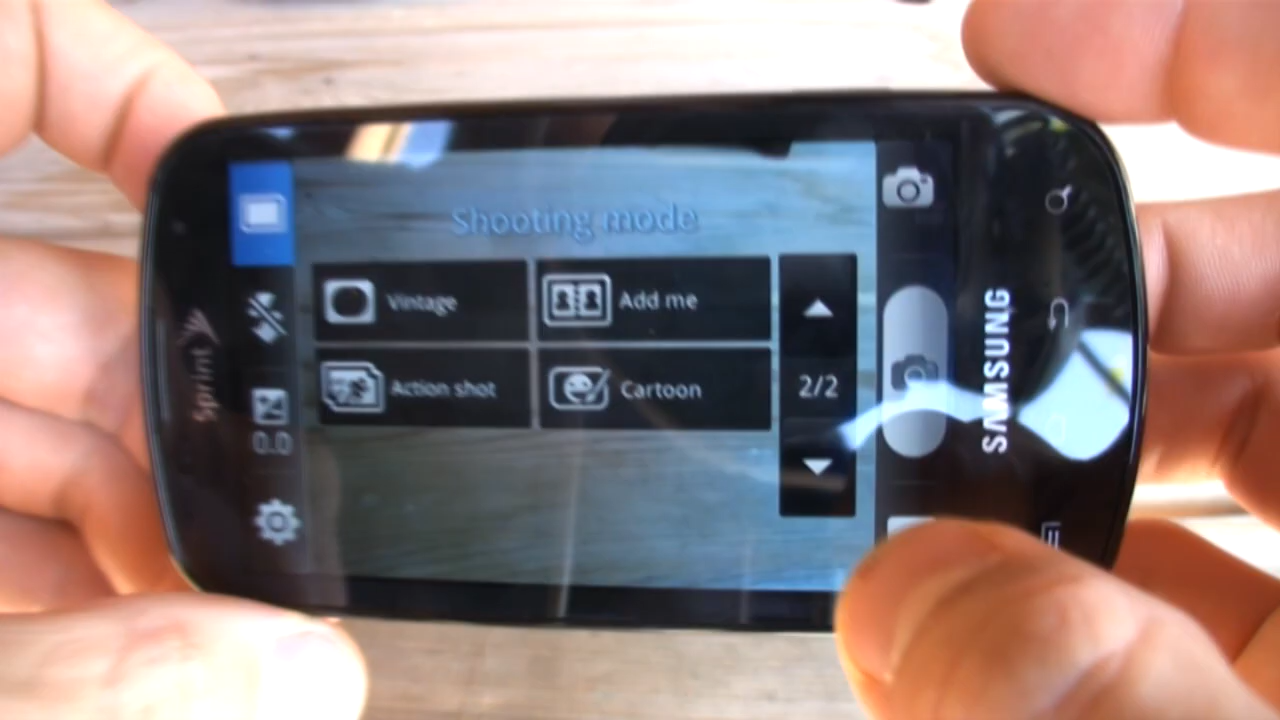 Shooting mode
Vintage
Add me
Action shot
Cartoon
2/2
0.0
Sprint
SAMSUNG